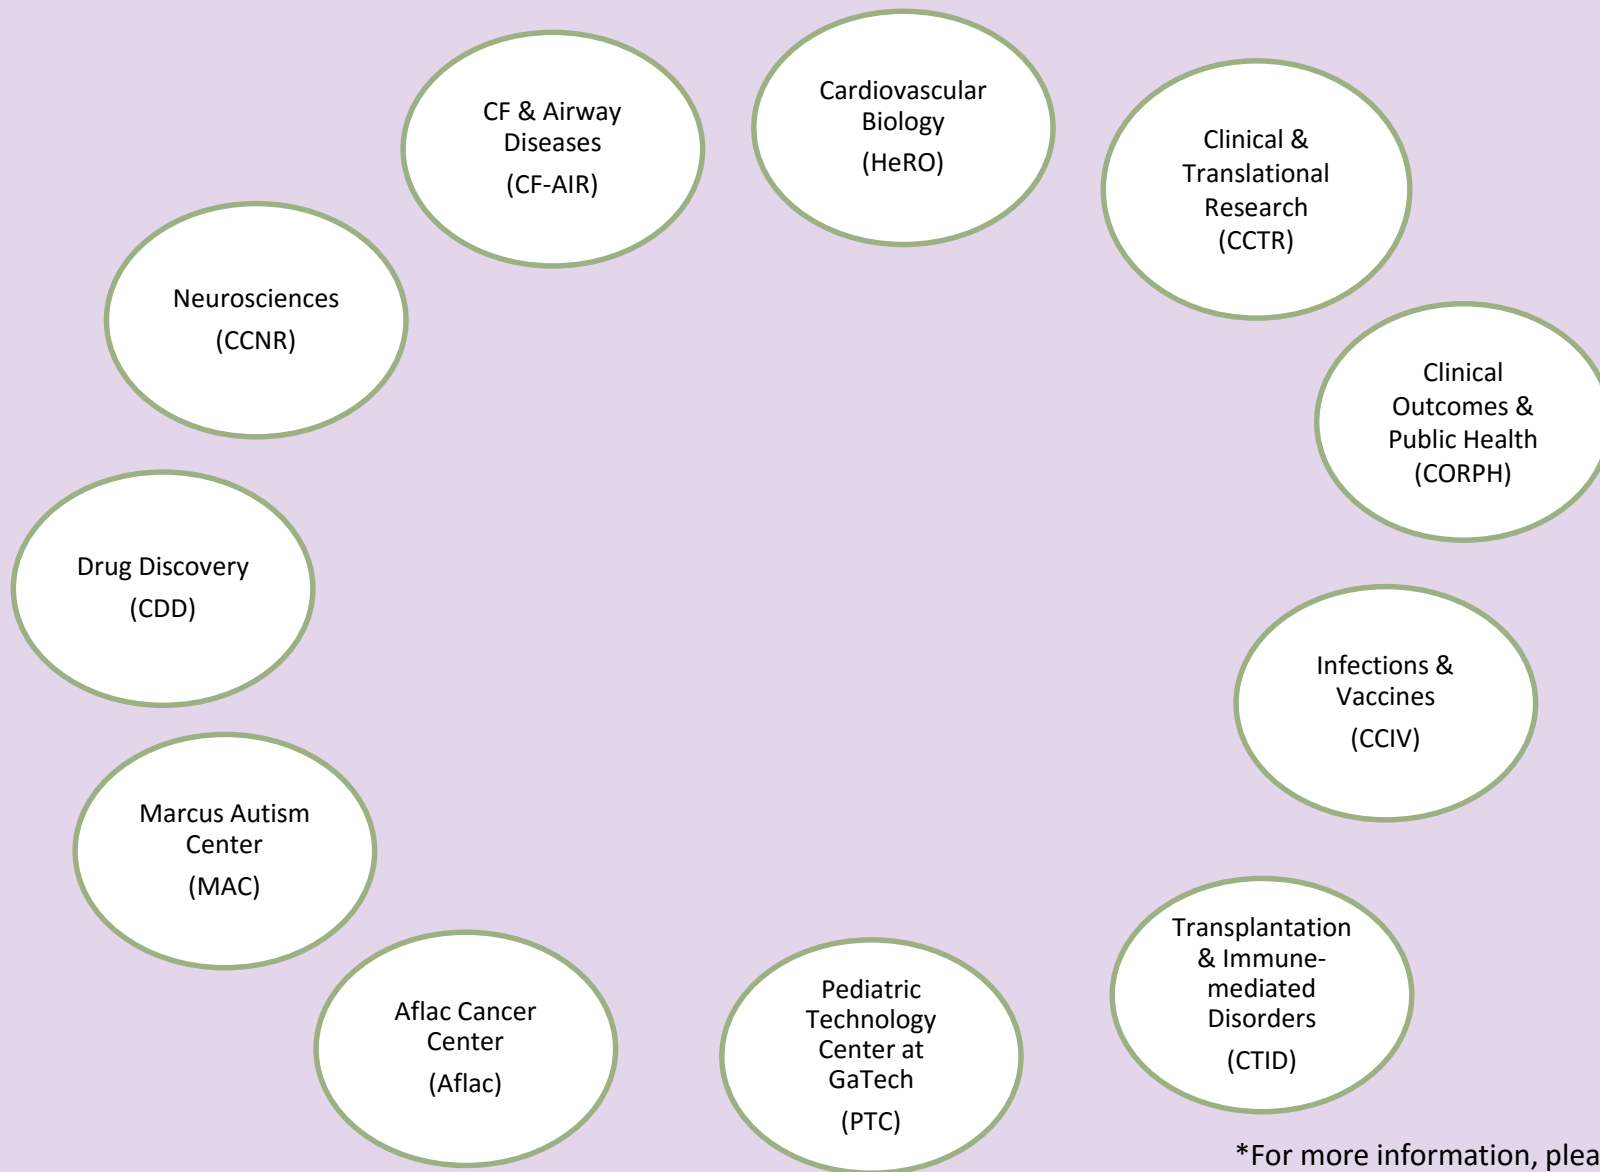 Cardiovascular
Biology
(HeRO)
CF & Airway
Diseases
(CF-AIR)
Clinical &
Translational
Research
(CCTR)
Neurosciences
(CCNR)
Clinical
Outcomes &
Public Health
(CORPH)
Drug Discovery
(CDD)
Infections &
Vaccines
(CCIV)
Marcus Autism
Center
(MAC)
Transplantation
& Immune-
mediated
Disorders
(CTID)
Aflac Cancer
Center
(Aflac)
Pediatric
Technology
Center at
GaTech
(PTC)
*For more information, plea